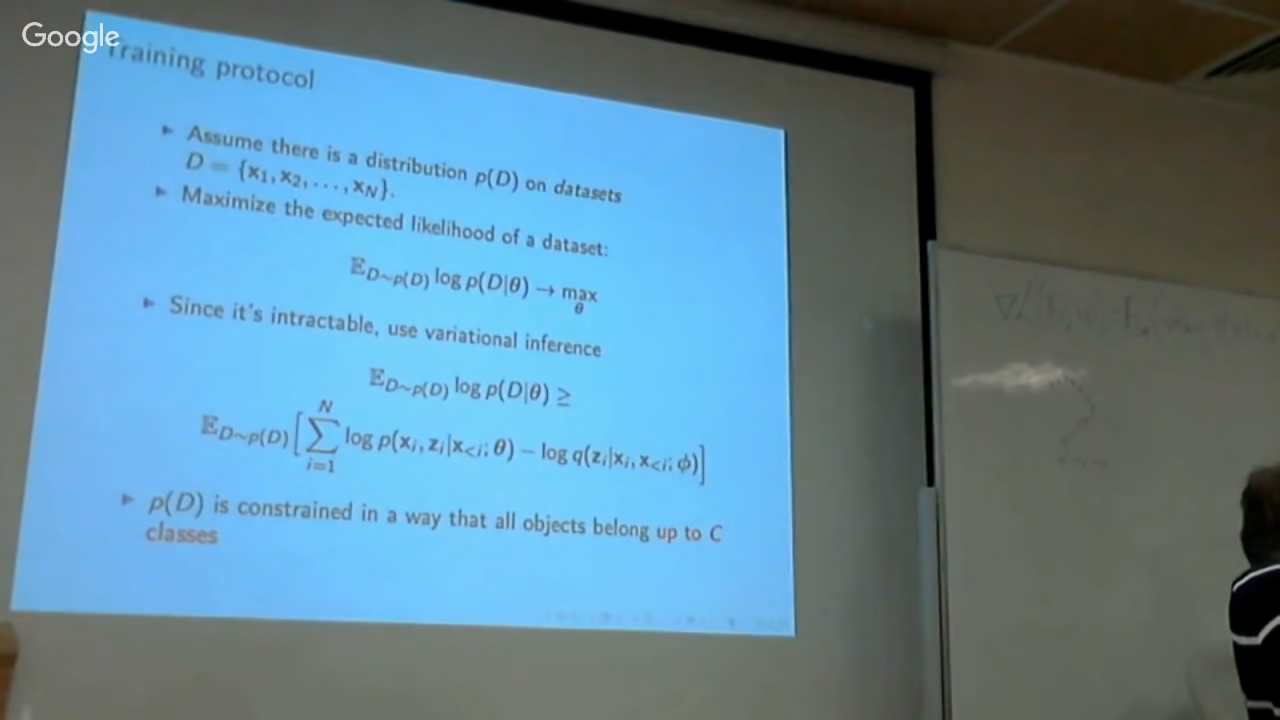 Google
Training protocol
▶ Assume there is a distribution p(D) on datasets
D = {x₁, x₂, . . . , x_N}.
▶ Maximize the expected likelihood of a dataset:
𝔼_{D∼p(D)} log p(D|θ) → max_θ
▶ Since it's intractable, use variational inference
𝔼_{D∼p(D)} log p(D|θ) ≥
𝔼_{D∼p(D)} [ ∑_{i=1}^{N} log p(x_i, z_i|x_{<i}; θ) − log q(z_i|x_i, x_{<i}; φ) ]
▶ p(D) is constrained in a way that all objects belong up to C
classes